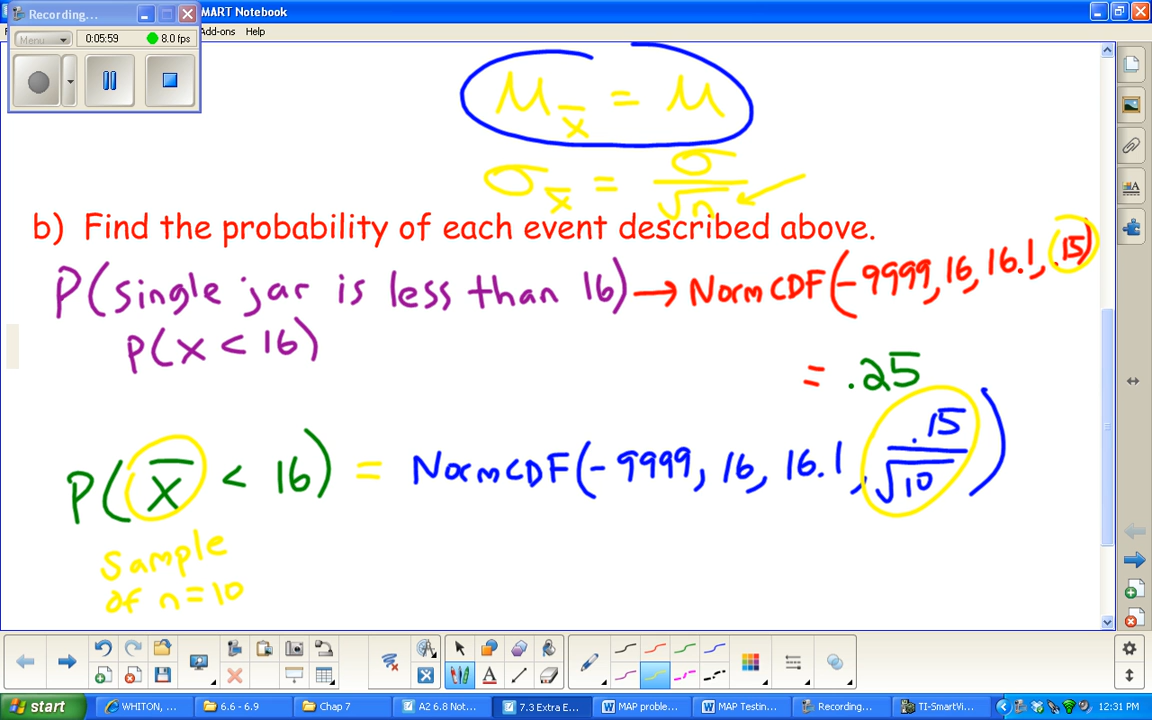 Recording...
MART Notebook
Add-ons Help
Menu 0:05:59 8.0 fps
μx̅ = μ
σx̅ = σ/√n
b) Find the probability of each event described above.
P(single jar is less than 16) → NormCDF(-9999, 16, 16.1, .15)
P(x < 16)
= .25
P(x̅ < 16) = NormCDF(-9999, 16, 16.1, .15/√10)
Sample
of n=10
start WHITON, ... 6.6 - 6.9 Chap 7 A2 6.8 Not... 7.3 Extra E... MAP proble... MAP Testin... Recording... TI-SmartVi... 12:31 PM